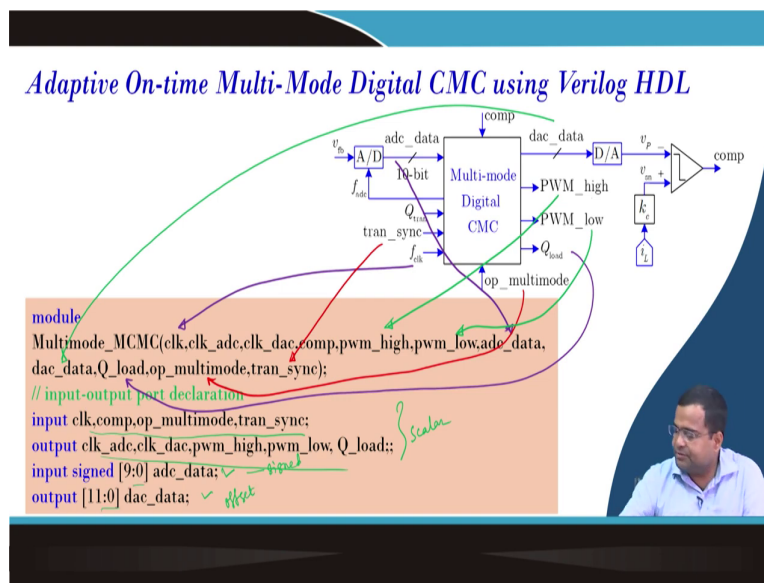 Adaptive On-time Multi-Mode Digital CMC using Verilog HDL
comp
adc_data
dac_data
v_fb
A/D
D/A
v_P
−
comp
10-bit
Multi-mode
Digital
CMC
PWM_high
v_sn
+
f_adc
Q_tran
PWM_low
k_c
tran_sync
f_clk
Q_load
i_L
op_multimode
module
Multimode_MCMC(clk,clk_adc,clk_dac,comp,pwm_high,pwm_low,adc_data,
dac_data,Q_load,op_multimode,tran_sync);
// input-output port declaration
input clk,comp,op_multimode,tran_sync;
output clk_adc,clk_dac,pwm_high,pwm_low, Q_load;;
scalar
input signed [9:0] adc_data; ✓ signed
output [11:0] dac_data; ✓ offset